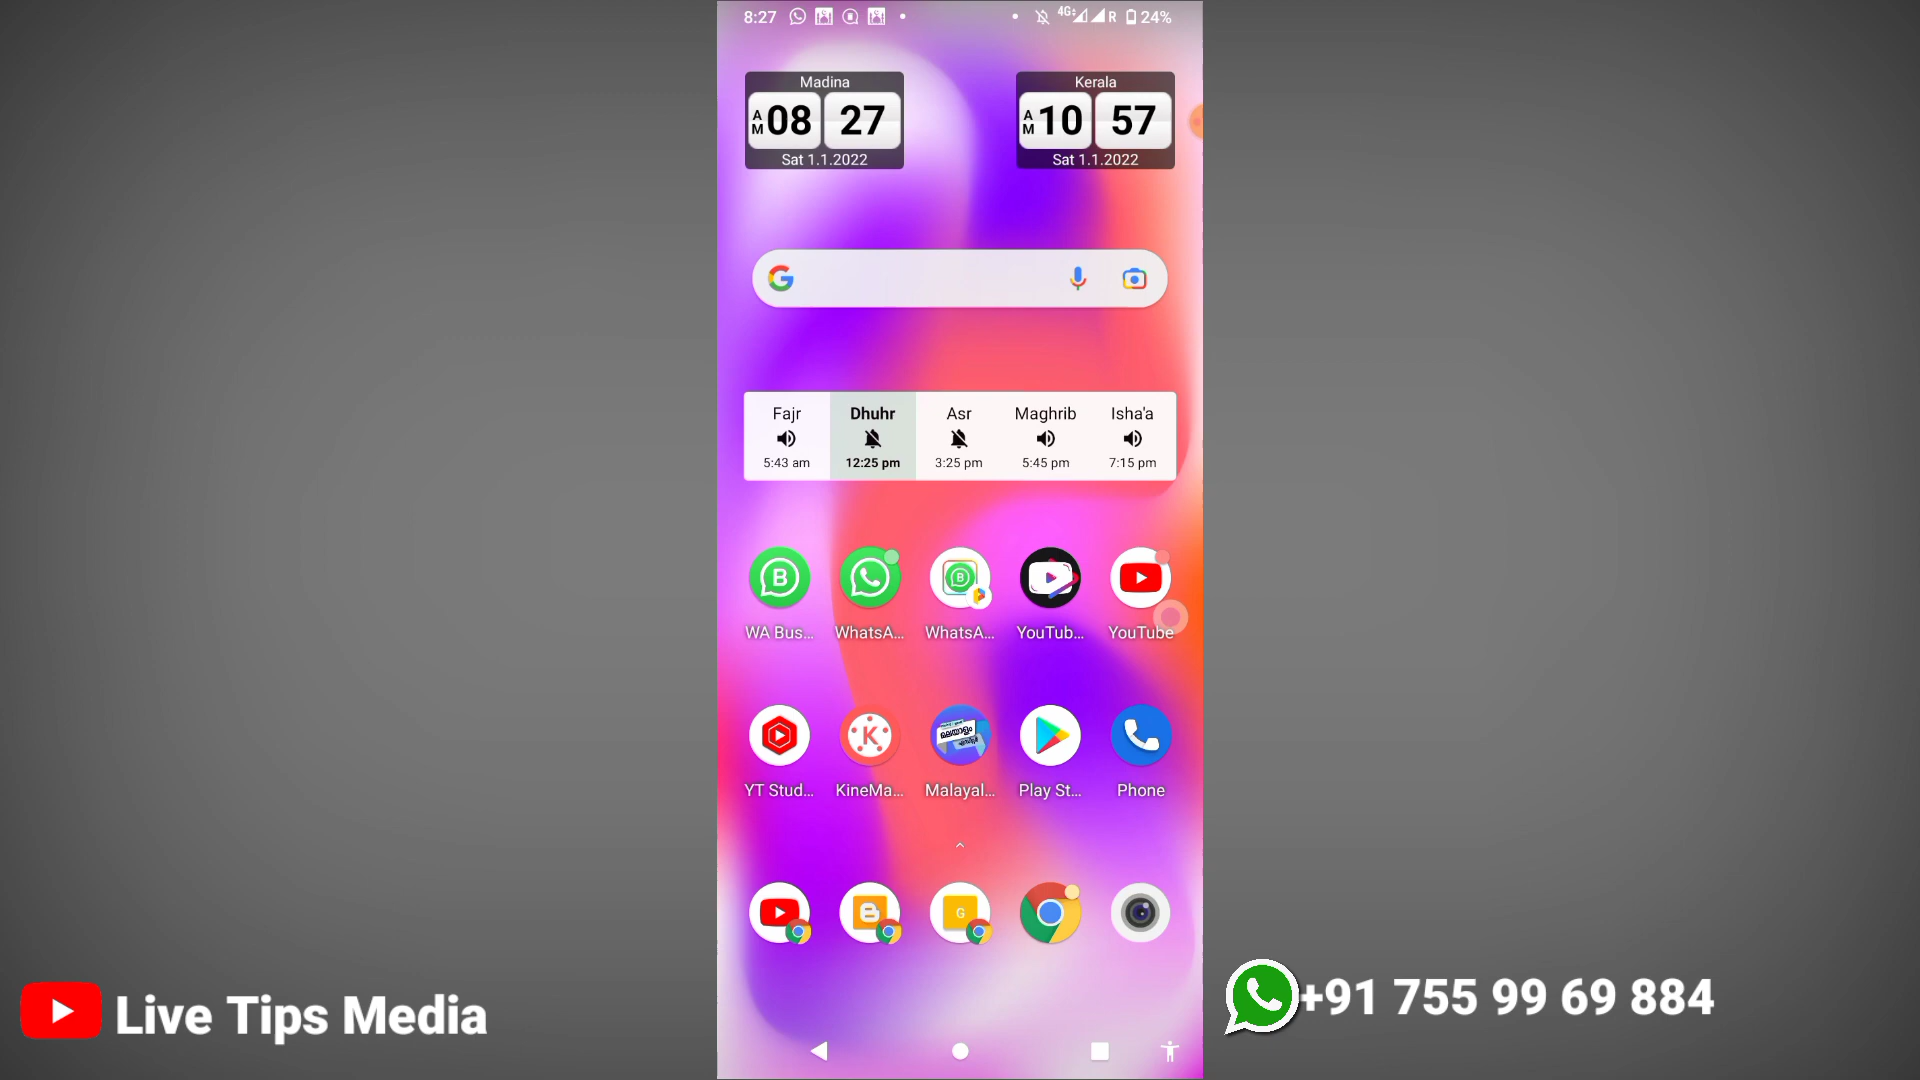 8:27
4G
R
24%
Madina
AM 08 27
Sat 1.1.2022
Kerala
AM 10 57
Sat 1.1.2022
Fajr
Dhuhr
Asr
Maghrib
Isha'a
5:43 am
12:25 pm
3:25 pm
5:45 pm
7:15 pm
WA Bus...
WhatsA...
WhatsA...
YouTub...
YouTube
മലയാളം
YT Stud...
KineMa...
Malayal...
Play St...
Phone
G
Live Tips Media
+91 755 99 69 884